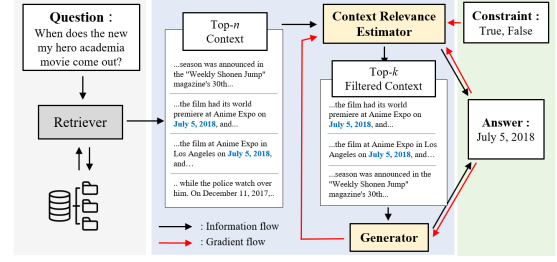 Question :
When does the new
my hero academia
movie come out?
Retriever
Top-n
Context
...season was announced in
the "Weekly Shonen Jump"
magazine's 30th...
...the film had its world
premiere at Anime Expo on
July 5, 2018, and...
...the film at Anime Expo in
Los Angeles on July 5, 2018,
and…
.. while the police watch over
him. On December 11, 2017,..
: Information flow
: Gradient flow
Context Relevance
Estimator
Top-k
Filtered Context
...the film had its world
premiere at Anime Expo on
July 5, 2018, and...
...the film at Anime Expo in Los
Angeles on July 5, 2018, and…
...season was announced in the
"Weekly Shonen Jump"
magazine's 30th...
Generator
Constraint :
True, False
Answer :
July 5, 2018